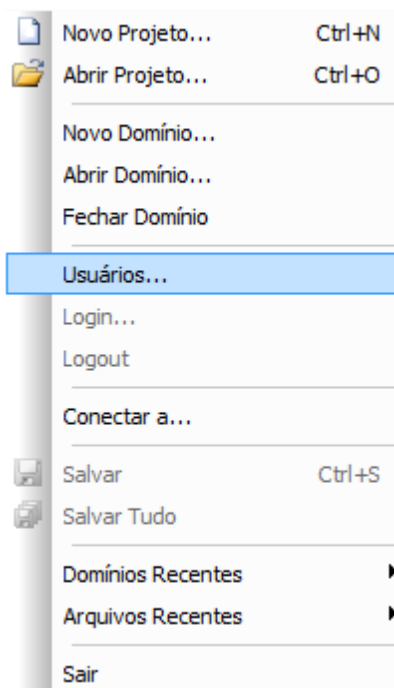 Novo Projeto... Ctrl+N
Abrir Projeto... Ctrl+O
Novo Domínio...
Abrir Domínio...
Fechar Domínio
Usuários...
Login...
Logout
Conectar a...
Salvar Ctrl+S
Salvar Tudo
Domínios Recentes
Arquivos Recentes
Sair